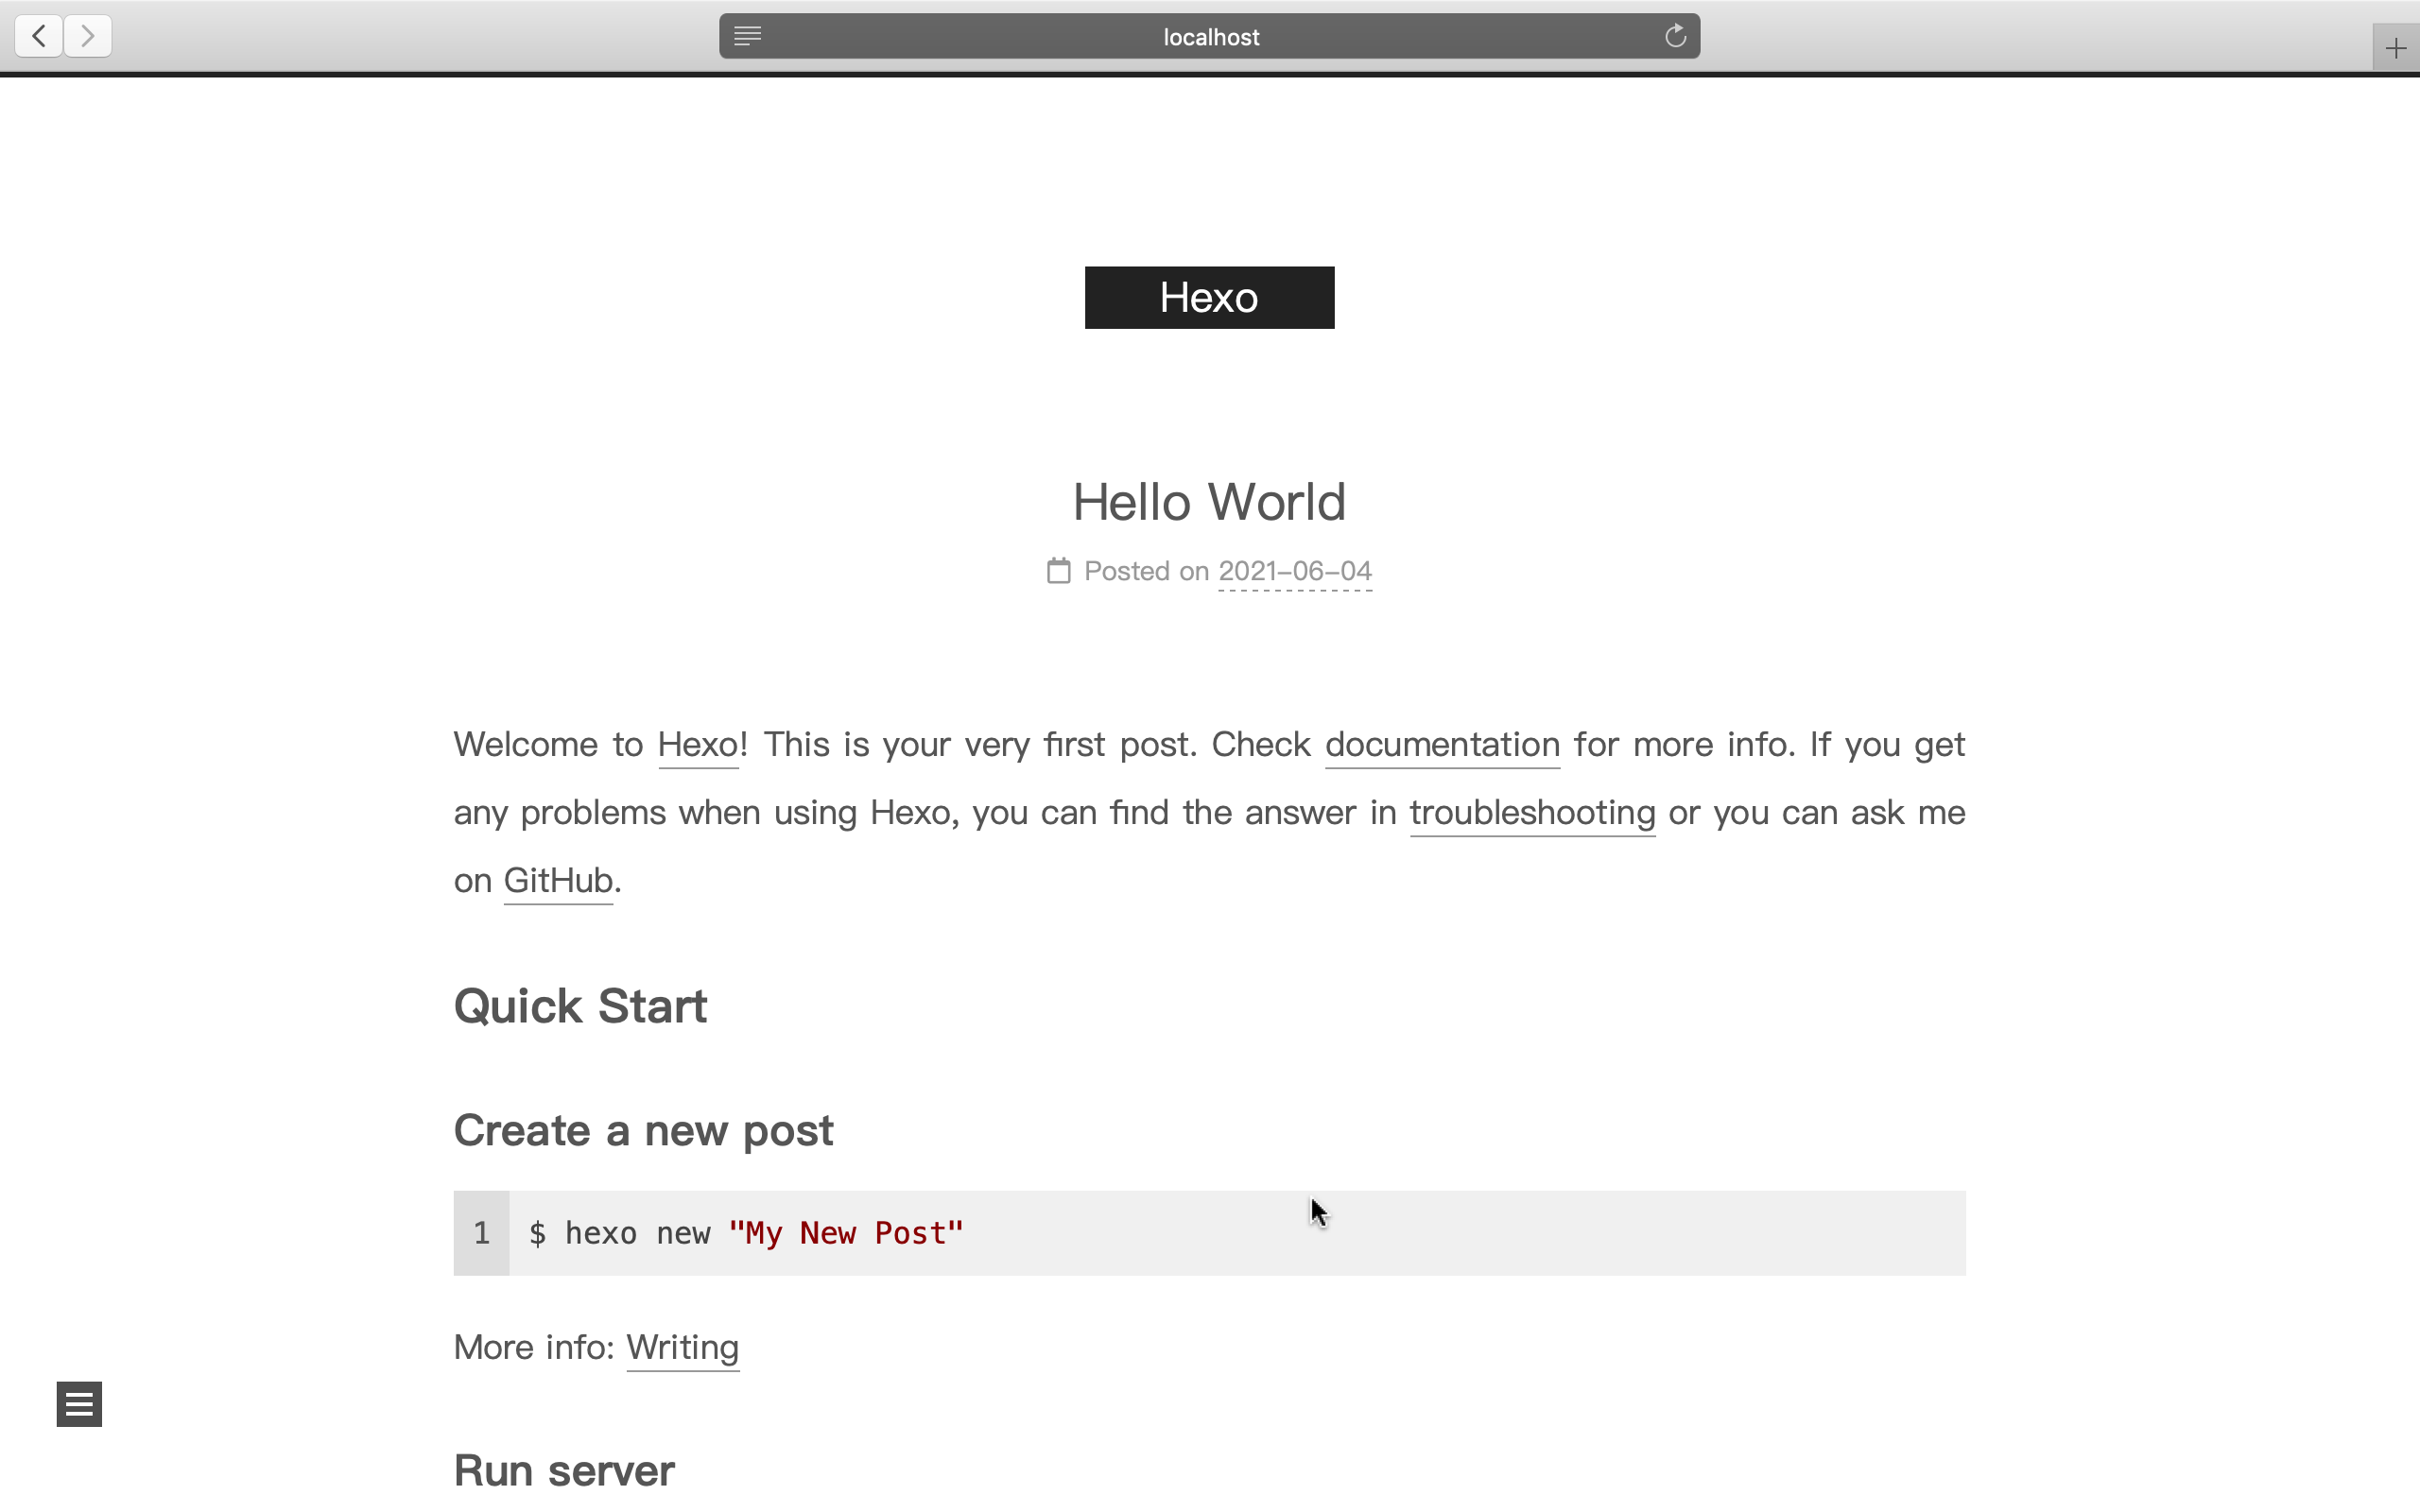 localhost
Hexo
Hello World
Posted on 2021-06-04
Welcome to Hexo! This is your very first post. Check documentation for more info. If you get
any problems when using Hexo, you can find the answer in troubleshooting or you can ask me
on GitHub.
Quick Start
Create a new post
1 $ hexo new "My New Post"
More info: Writing
Run server